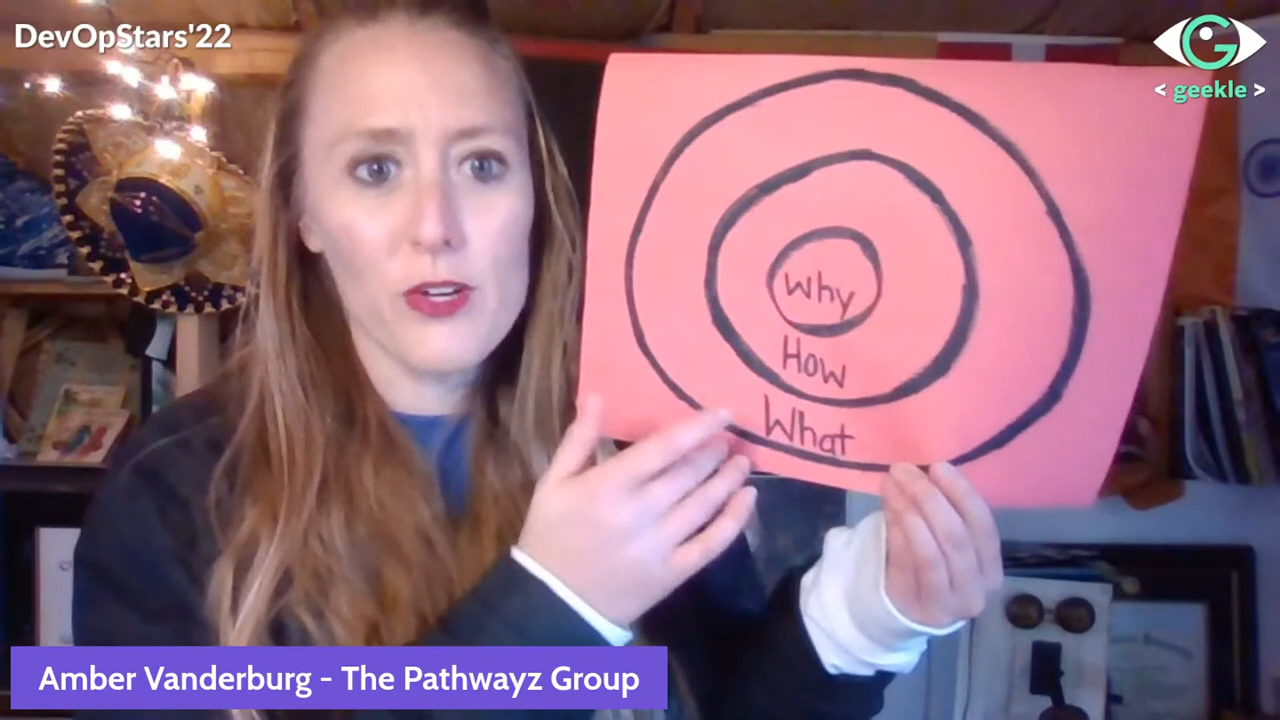 DevOpStars'22
< geekle >
Why
How
What
Amber Vanderburg - The Pathwayz Group